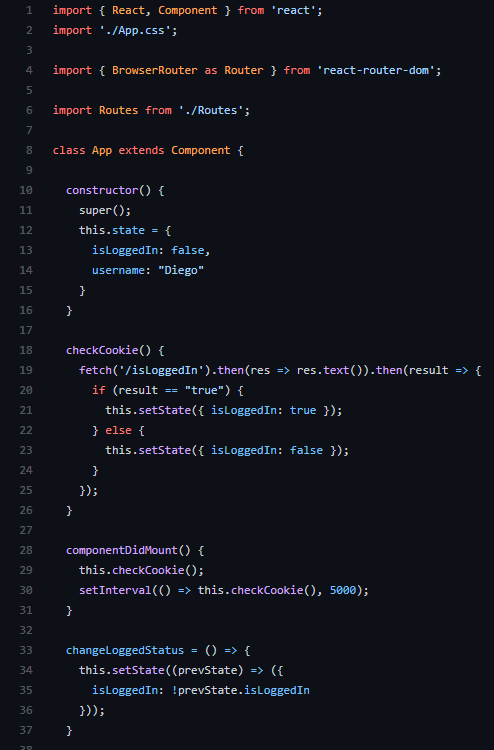 1 import { React, Component } from 'react';
2 import './App.css';
3
4 import { BrowserRouter as Router } from 'react-router-dom';
5
6 import Routes from './Routes';
7
8 class App extends Component {
9
10 constructor() {
11 super();
12 this.state = {
13 isLoggedIn: false,
14 username: "Diego"
15 }
16 }
17
18 checkCookie() {
19 fetch('/isLoggedIn').then(res => res.text()).then(result => {
20 if (result == "true") {
21 this.setState({ isLoggedIn: true });
22 } else {
23 this.setState({ isLoggedIn: false });
24 }
25 });
26 }
27
28 componentDidMount() {
29 this.checkCookie();
30 setInterval(() => this.checkCookie(), 5000);
31 }
32
33 changeLoggedStatus = () => {
34 this.setState((prevState) => ({
35 isLoggedIn: !prevState.isLoggedIn
36 }));
37 }
38